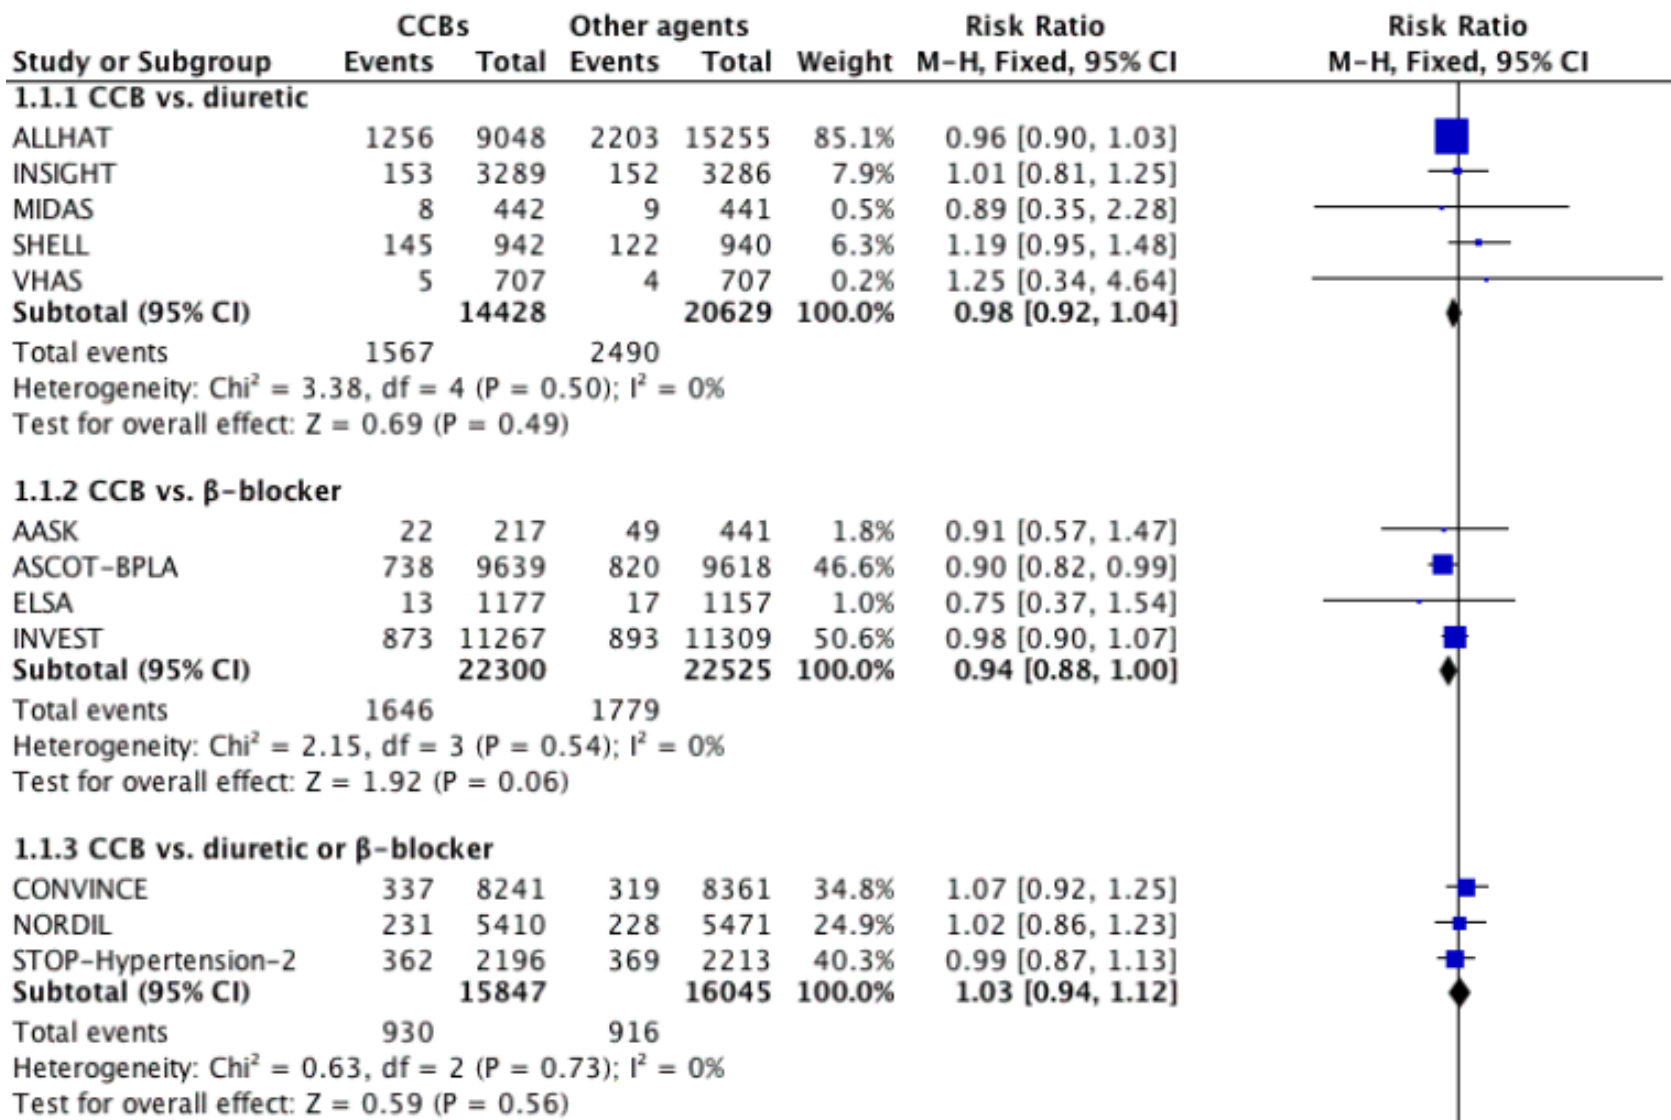 CCBs Other agents Risk Ratio Risk Ratio
Study or Subgroup Events Total Events Total Weight M-H, Fixed, 95% CI M-H, Fixed, 95% CI
1.1.1 CCB vs. diuretic
ALLHAT 1256 9048 2203 15255 85.1% 0.96 [0.90, 1.03]
INSIGHT 153 3289 152 3286 7.9% 1.01 [0.81, 1.25]
MIDAS 8 442 9 441 0.5% 0.89 [0.35, 2.28]
SHELL 145 942 122 940 6.3% 1.19 [0.95, 1.48]
VHAS 5 707 4 707 0.2% 1.25 [0.34, 4.64]
Subtotal (95% CI) 14428 20629 100.0% 0.98 [0.92, 1.04]
Total events 1567 2490
Heterogeneity: Chi² = 3.38, df = 4 (P = 0.50); I² = 0%
Test for overall effect: Z = 0.69 (P = 0.49)
1.1.2 CCB vs. β-blocker
AASK 22 217 49 441 1.8% 0.91 [0.57, 1.47]
ASCOT-BPLA 738 9639 820 9618 46.6% 0.90 [0.82, 0.99]
ELSA 13 1177 17 1157 1.0% 0.75 [0.37, 1.54]
INVEST 873 11267 893 11309 50.6% 0.98 [0.90, 1.07]
Subtotal (95% CI) 22300 22525 100.0% 0.94 [0.88, 1.00]
Total events 1646 1779
Heterogeneity: Chi² = 2.15, df = 3 (P = 0.54); I² = 0%
Test for overall effect: Z = 1.92 (P = 0.06)
1.1.3 CCB vs. diuretic or β-blocker
CONVINCE 337 8241 319 8361 34.8% 1.07 [0.92, 1.25]
NORDIL 231 5410 228 5471 24.9% 1.02 [0.86, 1.23]
STOP-Hypertension-2 362 2196 369 2213 40.3% 0.99 [0.87, 1.13]
Subtotal (95% CI) 15847 16045 100.0% 1.03 [0.94, 1.12]
Total events 930 916
Heterogeneity: Chi² = 0.63, df = 2 (P = 0.73); I² = 0%
Test for overall effect: Z = 0.59 (P = 0.56)